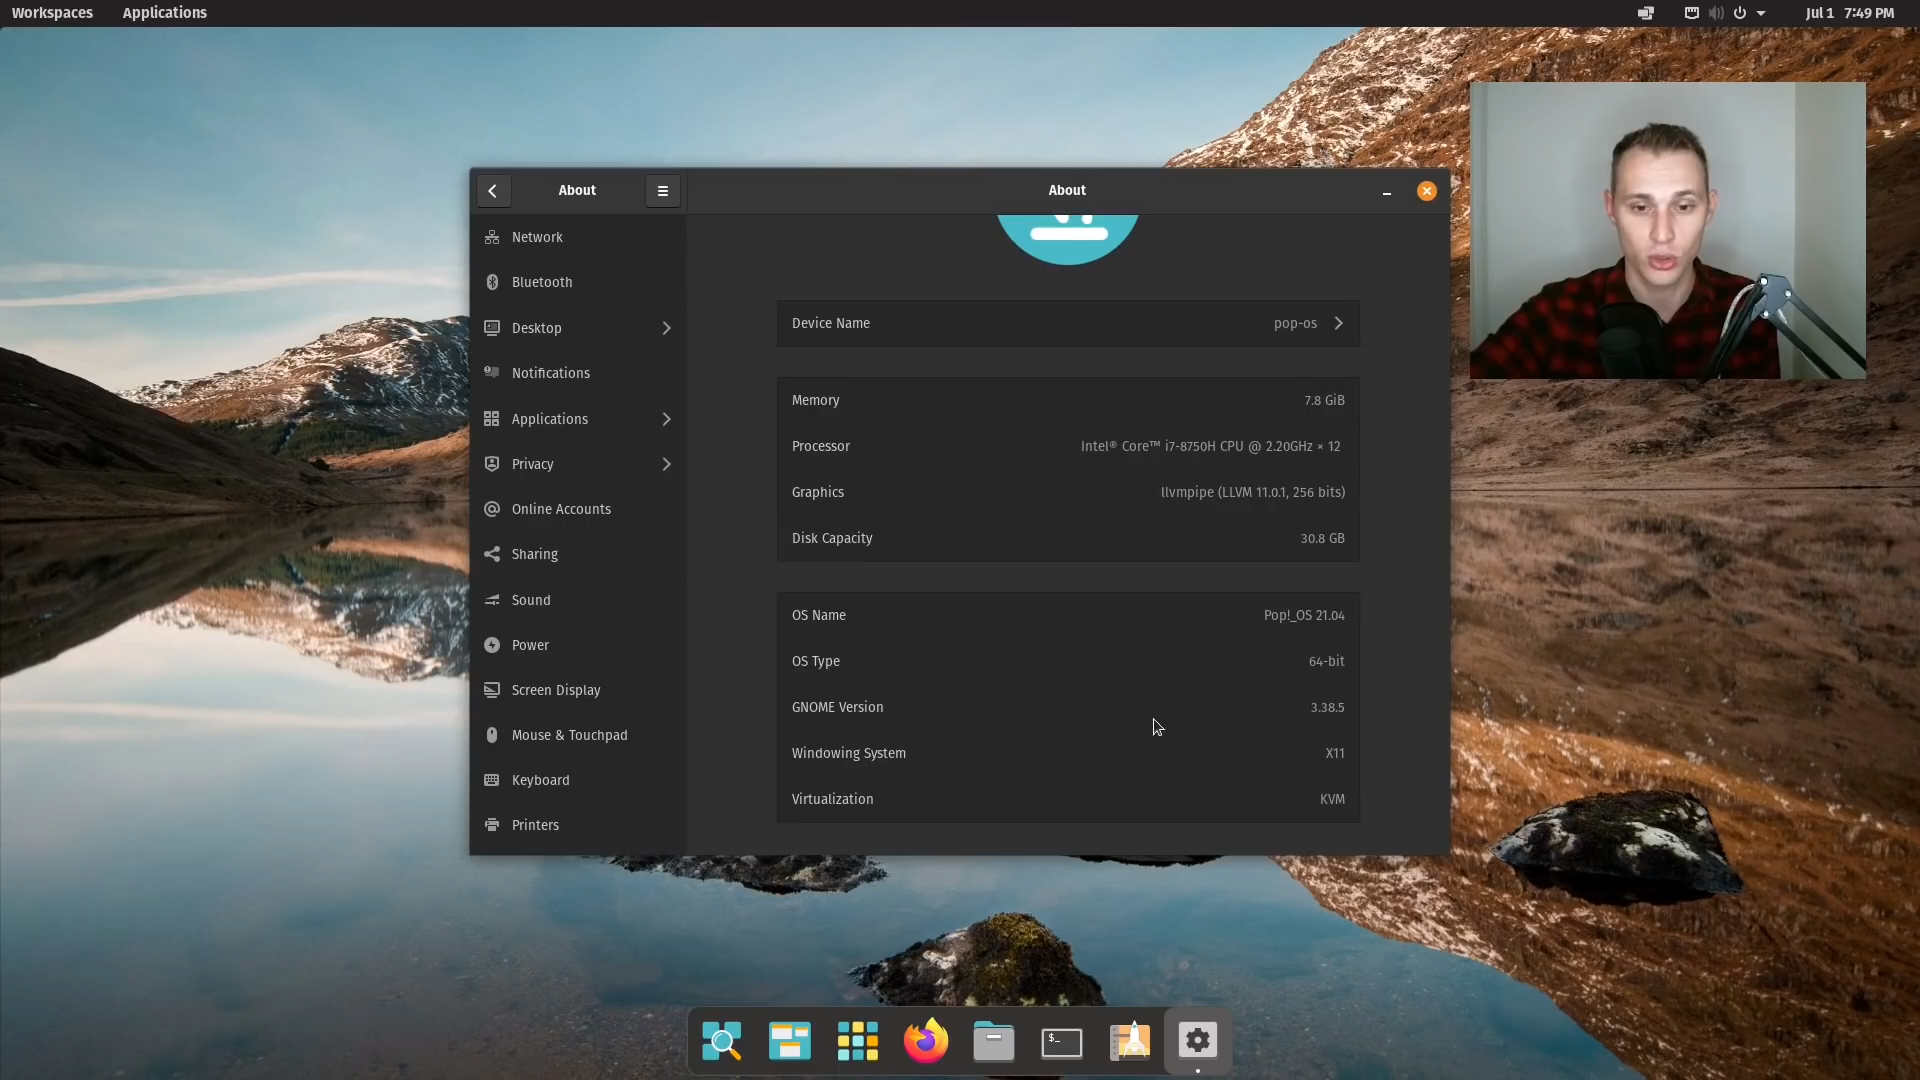 Workspaces Applications Jul 1 7:49 PM
About About
Network
Bluetooth
Desktop
Notifications
Applications
Privacy
Online Accounts
Sharing
Sound
Power
Screen Display
Mouse & Touchpad
Keyboard
Printers
Device Name pop-os
Memory 7.8 GiB
Processor Intel® Core™ i7-8750H CPU @ 2.20GHz × 12
Graphics llvmpipe (LLVM 11.0.1, 256 bits)
Disk Capacity 30.8 GB
OS Name Pop!_OS 21.04
OS Type 64-bit
GNOME Version 3.38.5
Windowing System X11
Virtualization KVM
$_